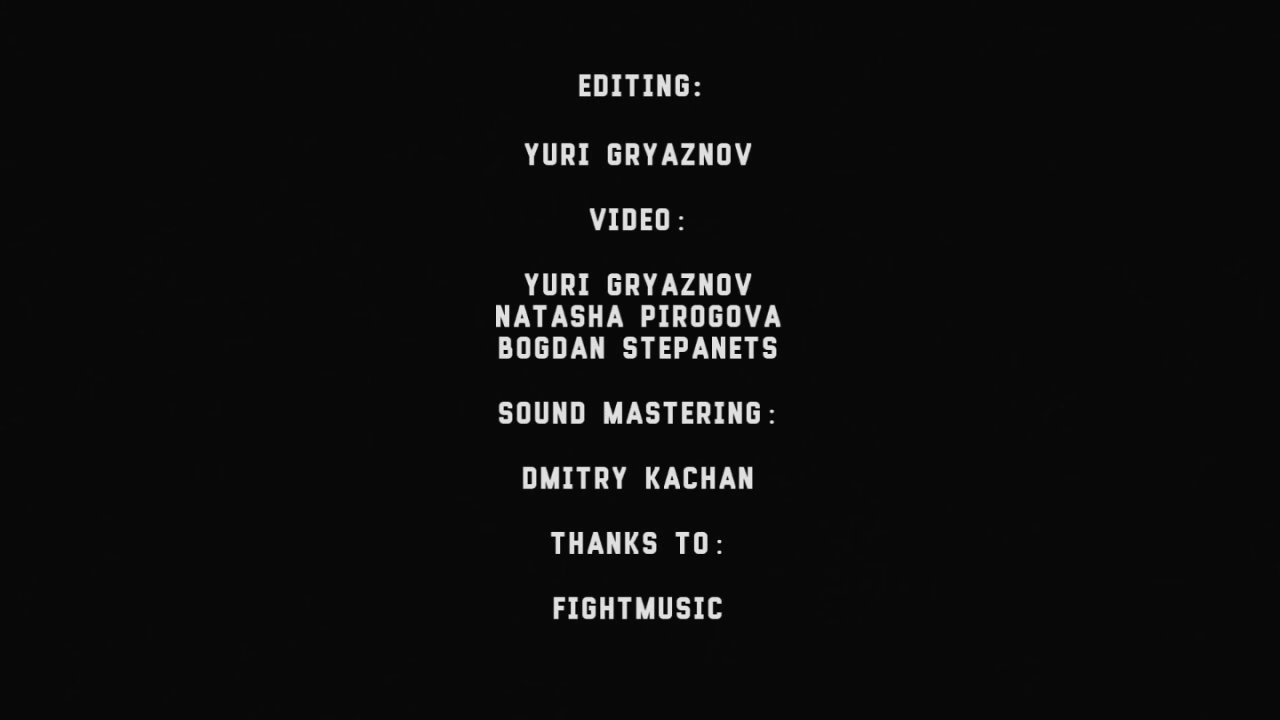 EDITING:
YURI GRYAZNOV
VIDEO:
YURI GRYAZNOV
NATASHA PIROGOVA
BOGDAN STEPANETS
SOUND MASTERING:
DMITRY KACHAN
THANKS TO:
FIGHTMUSIC